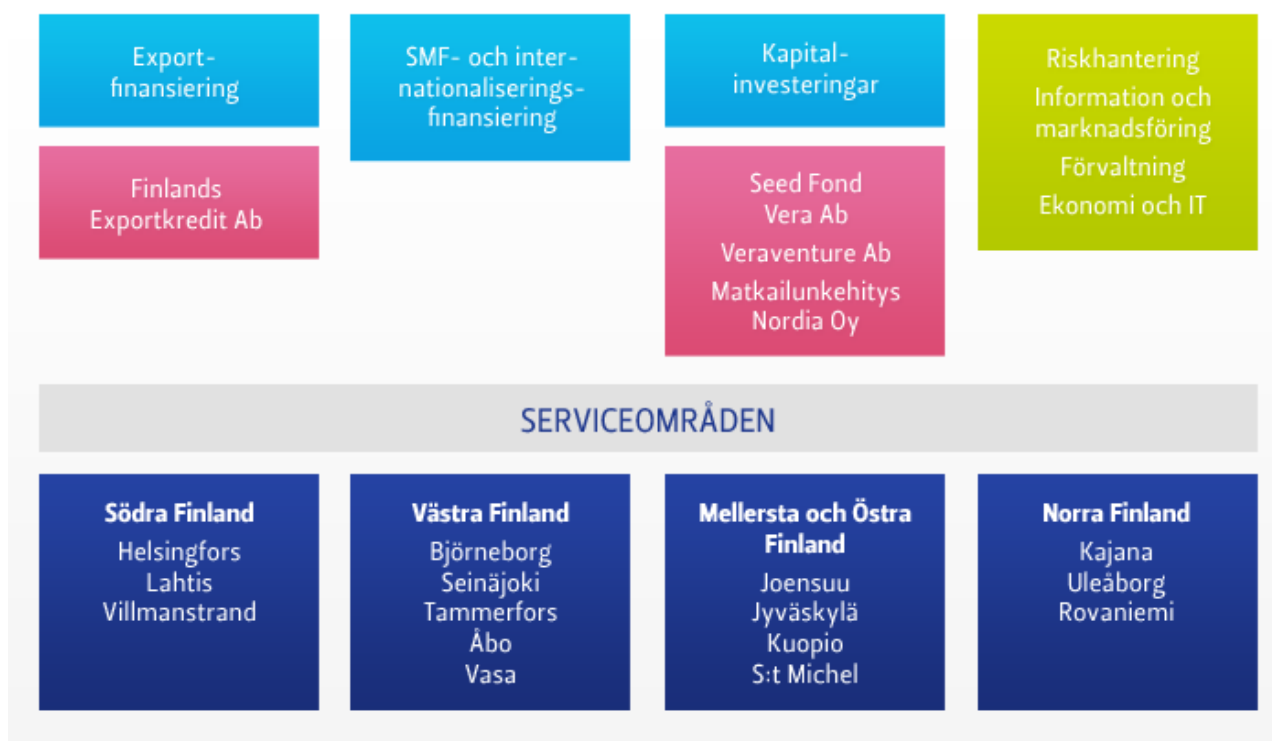 Export-
finansiering
SMF- och inter-
nationaliserings-
finansiering
Kapital-
investeringar
Riskhantering
Information och
marknadsföring
Förvaltning
Ekonomi och IT
Finlands
Exportkredit Ab
Seed Fond
Vera Ab
Veraventure Ab
Matkailunkehitys
Nordia Oy
SERVICEOMRÅDEN
Södra Finland
Helsingfors
Lahtis
Villmanstrand
Västra Finland
Björneborg
Seinäjoki
Tammerfors
Åbo
Vasa
Mellersta och Östra
Finland
Joensuu
Jyväskylä
Kuopio
S:t Michel
Norra Finland
Kajana
Uleåborg
Rovaniemi